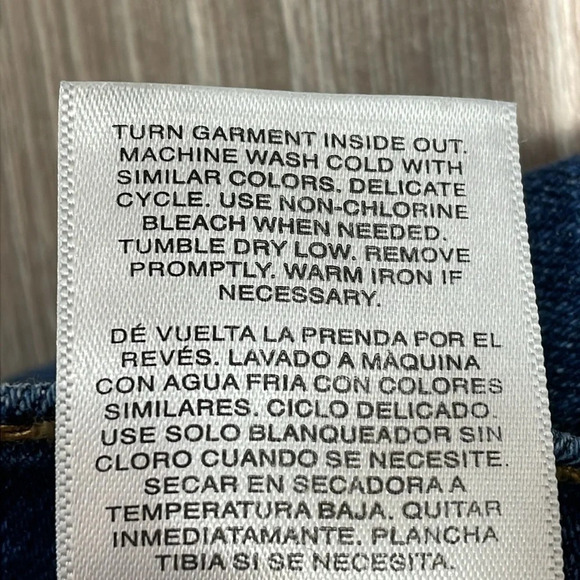 TURN GARMENT INSIDE OUT.
MACHINE WASH COLD WITH
SIMILAR COLORS. DELICATE
CYCLE. USE NON-CHLORINE
BLEACH WHEN NEEDED.
TUMBLE DRY LOW. REMOVE
PROMPTLY. WARM IRON IF
NECESSARY.
DÉ VUELTA LA PRENDA POR EL
REVÉS. LAVADO A MÀQUINA
CON AGUA FRIA CON COLORES
SIMILARES. CICLO DELICADO.
USE SOLO BLANQUEADOR SIN
CLORO CUANDO SE NECESITE.
SECAR EN SECADORA A
TEMPERATURA BAJA. QUITAR
INMEDIATAMANTE. PLANCHA
TIBIA SI SE NECESITA.